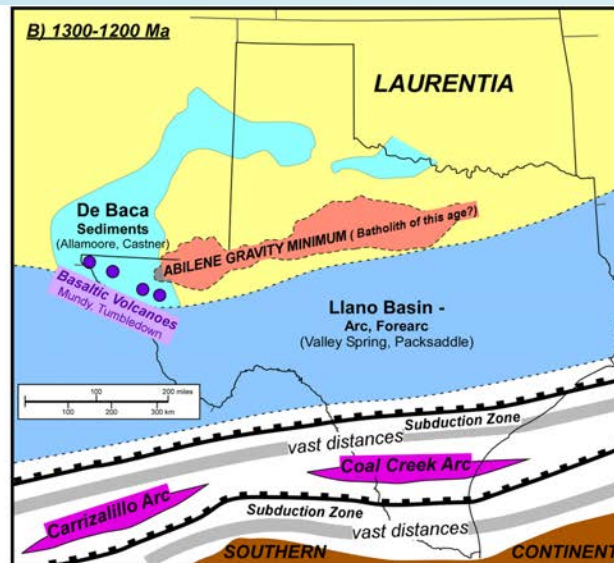 B) 1300-1200 Ma
LAURENTIA
De Baca
Sediments
(Allamoore, Castner)
ABILENE GRAVITY MINIMUM (Batholith of this age?)
Basaltic Volcanoes
Mundy, Tumbledown
Llano Basin -
Arc, Forearc
(Valley Spring, Packsaddle)
100 200 miles
100 200 300 km
Subduction Zone
vast distances
Coal Creek Arc
Carrizalillo Arc
Subduction Zone
vast distances
SOUTHERN CONTINENT